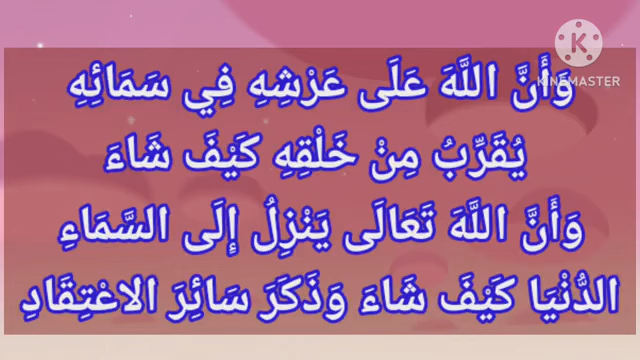 KINEMASTER
وَأَنَّ اللَّهَ عَلَى عَرْشِهِ فِي سَمَائِهِ
يُقَرِّبُ مِنْ خَلْقِهِ كَيْفَ شَاءَ
وَأَنَّ اللَّهَ تَعَالَى يَنْزِلُ إِلَى السَّمَاءِ
الدُّنْيَا كَيْفَ شَاءَ وَذَكَرَ سَائِرَ الاعْتِقَادِ